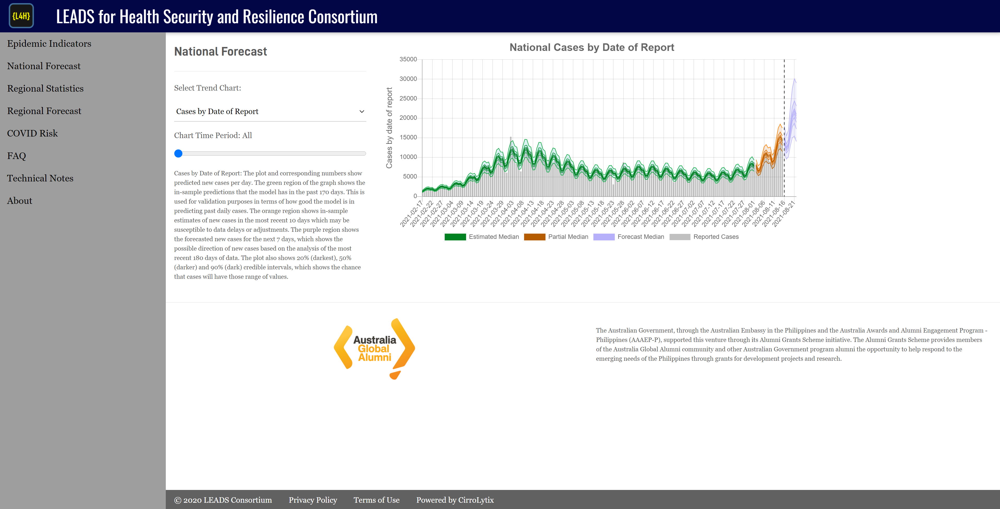 {L4H}
LEADS for Health Security and Resilience Consortium
Epidemic Indicators
National Forecast
Regional Statistics
Regional Forecast
COVID Risk
FAQ
Technical Notes
About
National Forecast
Select Trend Chart:
Cases by Date of Report
Chart Time Period: All
Cases by Date of Report: The plot and corresponding numbers show
predicted new cases per day. The green region of the graph shows the
in-sample predictions that the model has in the past 170 days. This is
used for validation purposes in terms of how good the model is in
predicting past daily cases. The orange region shows in-sample
estimates of new cases in the most recent 10 days which may be
susceptible to data delays or adjustments. The purple region shows
the forecasted new cases for the next 7 days, which shows the
possible direction of new cases based on the analysis of the most
recent 180 days of data. The plot also shows 20% (darkest), 50%
(darker) and 90% (dark) credible intervals, which shows the chance
that cases will have those range of values.
National Cases by Date of Report
Cases by date of report
35000
30000
25000
20000
15000
10000
5000
0
2021-02-17
2021-02-22
2021-02-27
2021-03-04
2021-03-09
2021-03-14
2021-03-19
2021-03-24
2021-03-29
2021-04-03
2021-04-08
2021-04-13
2021-04-18
2021-04-23
2021-04-28
2021-05-03
2021-05-08
2021-05-13
2021-05-18
2021-05-23
2021-05-28
2021-06-02
2021-06-07
2021-06-12
2021-06-17
2021-06-22
2021-06-27
2021-07-02
2021-07-07
2021-07-12
2021-07-17
2021-07-22
2021-07-27
2021-08-01
2021-08-06
2021-08-11
2021-08-16
2021-08-21
Estimated Median
Partial Median
Forecast Median
Reported Cases
Australia
Global
Alumni
The Australian Government, through the Australian Embassy in the Philippines and the Australia Awards and Alumni Engagement Program -
Philippines (AAAEP-P), supported this venture through its Alumni Grants Scheme initiative. The Alumni Grants Scheme provides members
of the Australia Global Alumni community and other Australian Government program alumni the opportunity to help respond to the
emerging needs of the Philippines through grants for development projects and research.
© 2020 LEADS Consortium
Privacy Policy
Terms of Use
Powered by CirroLytix